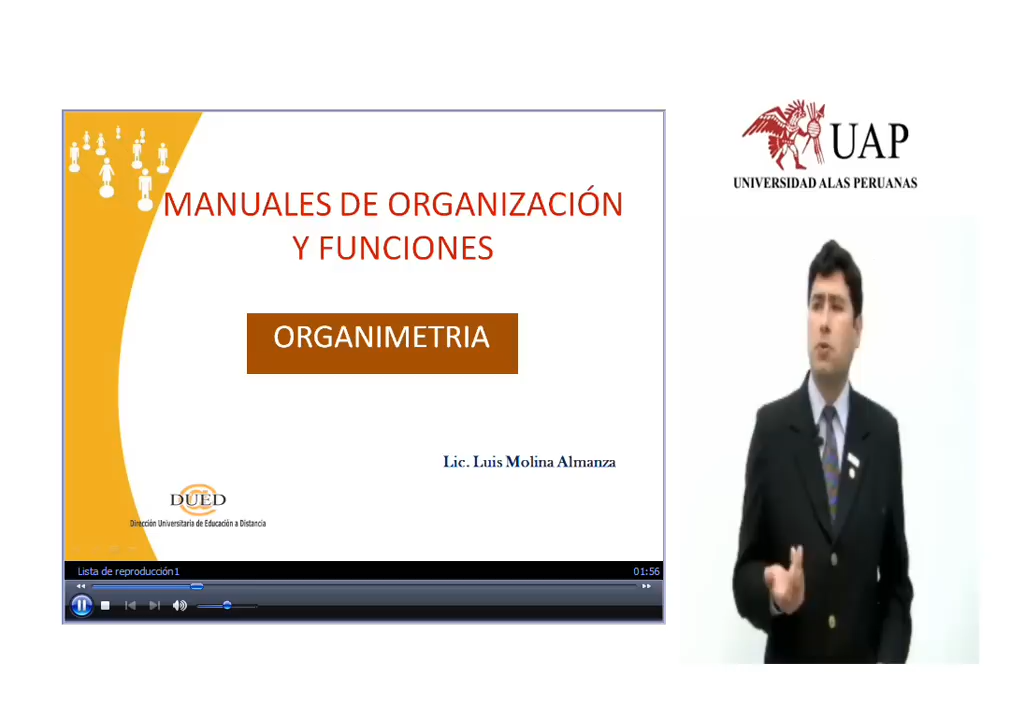 MANUALES DE ORGANIZACIÓN
Y FUNCIONES
ORGANIMETRIA
Lic. Luis Molina Almanza
DUED
Dirección Universitaria de Educación a Distancia
Lista de reproducción1
01:56
UAP
UNIVERSIDAD ALAS PERUANAS